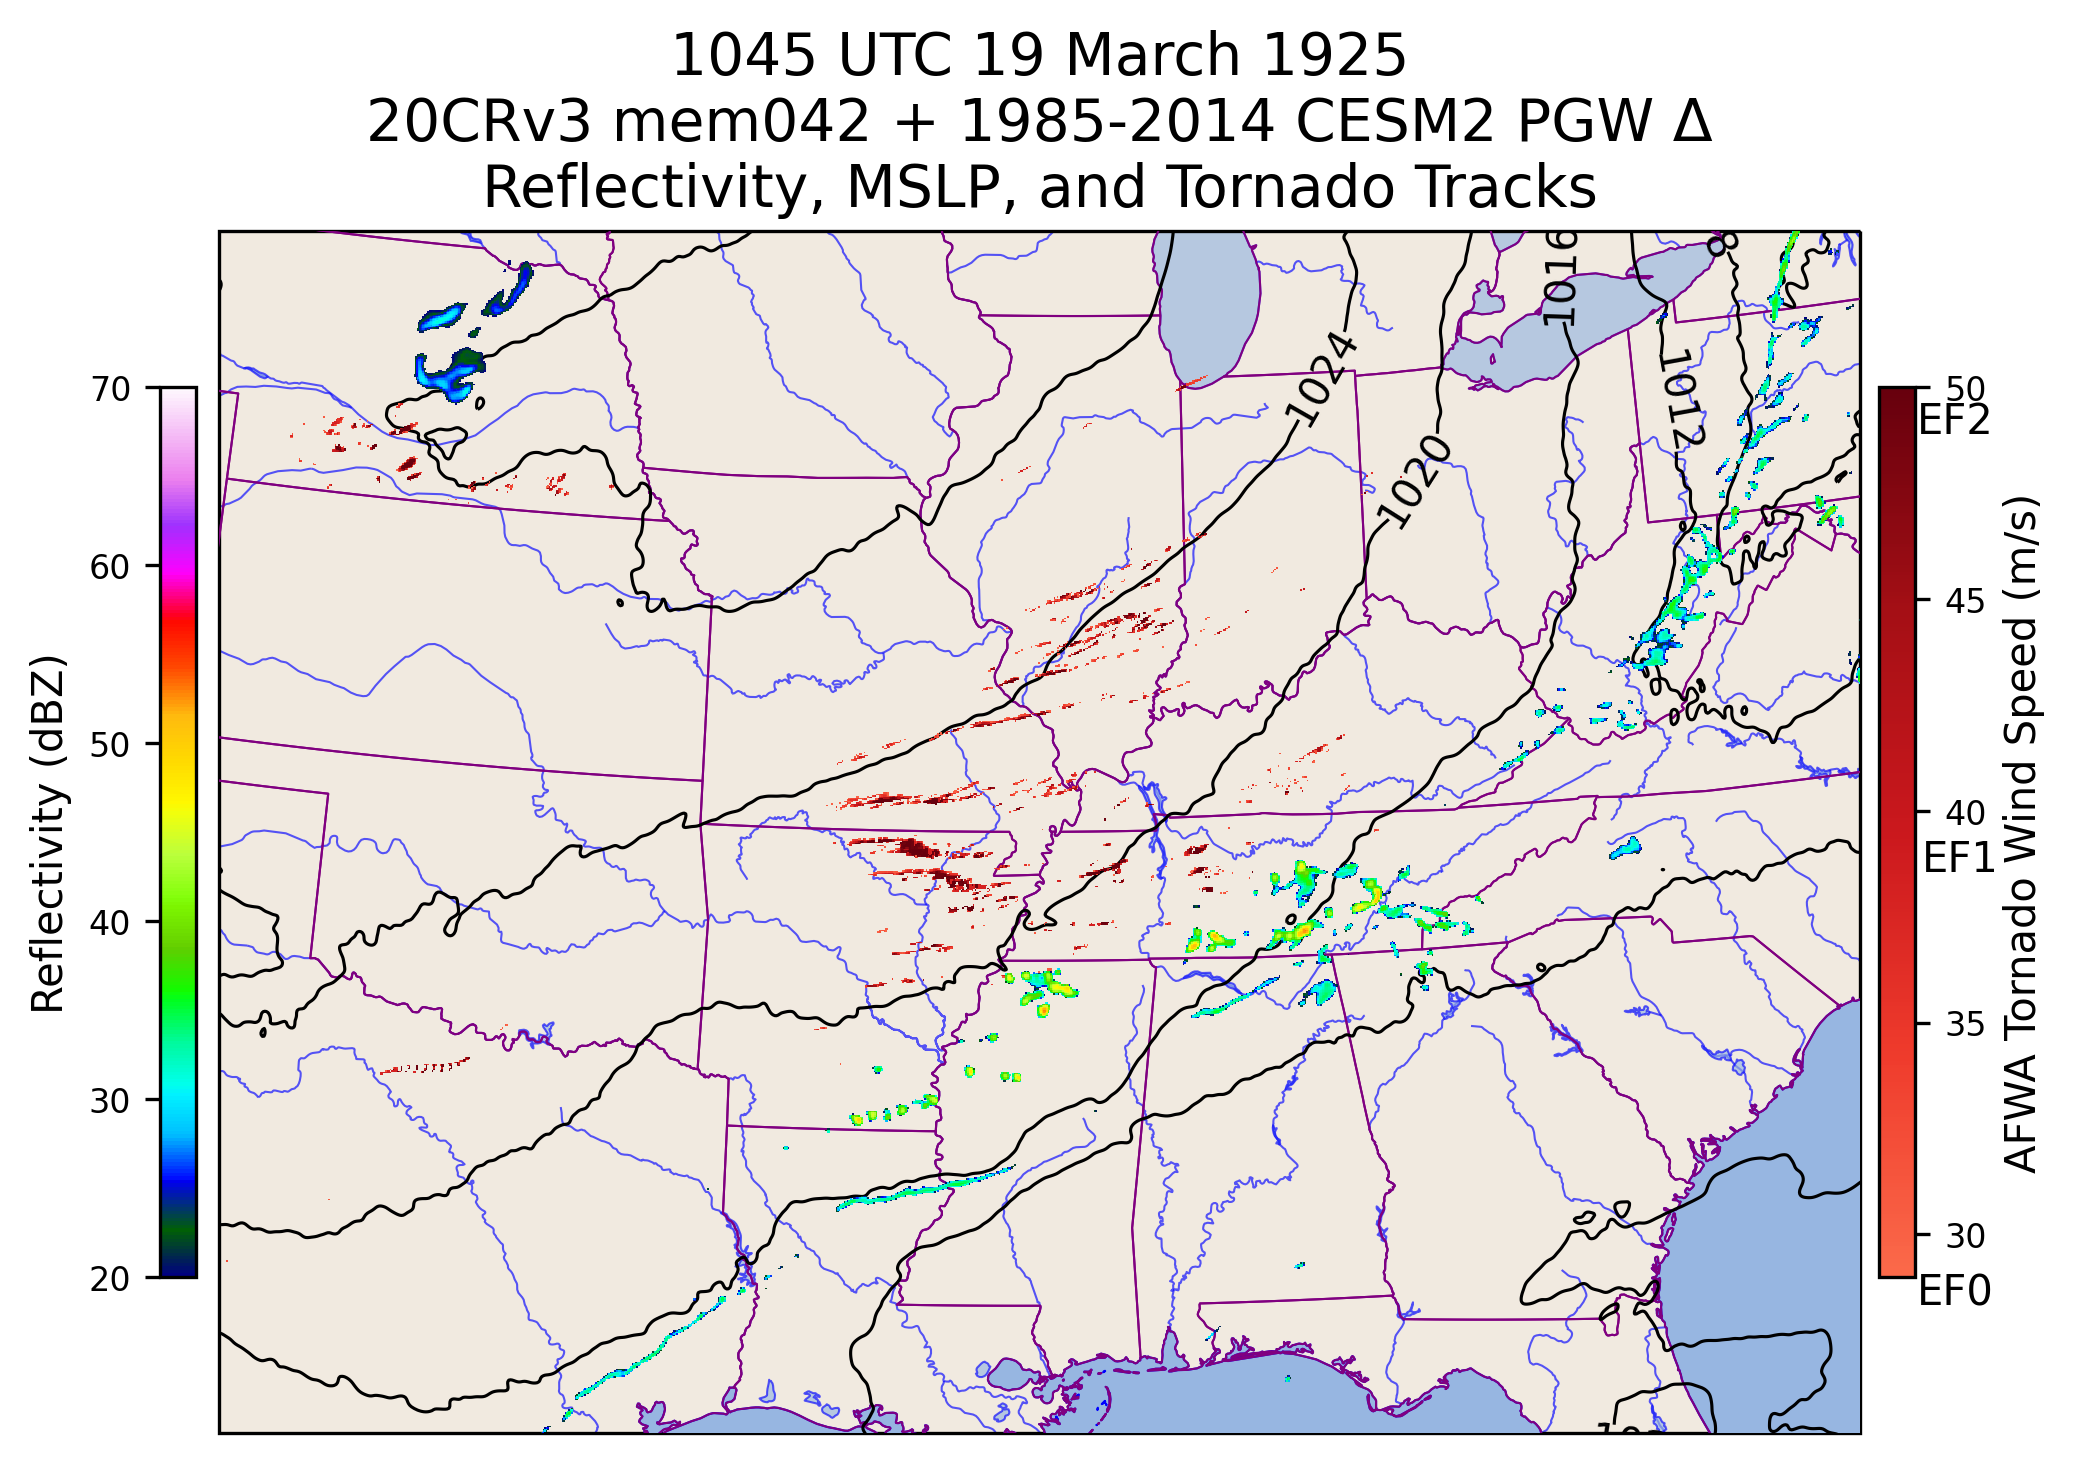 1045 UTC 19 March 1925
20CRv3 mem042 + 1985-2014 CESM2 PGW Δ
Reflectivity, MSLP, and Tornado Tracks
Reflectivity (dBZ)
70
60
50
40
30
20
1024
1020
1016
1012
50
EF2
45
40
EF1
35
30
EF0
AFWA Tornado Wind Speed (m/s)